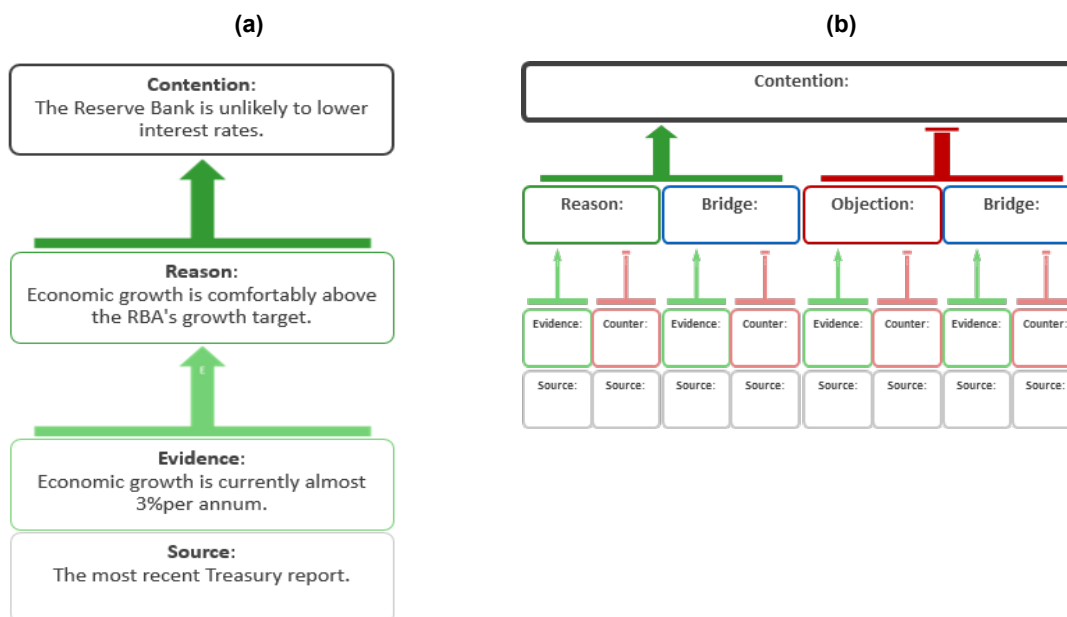 (a)
Contention:
The Reserve Bank is unlikely to lower
interest rates.
Reason:
Economic growth is comfortably above
the RBA's growth target.
E
Evidence:
Economic growth is currently almost
3%per annum.
Source:
The most recent Treasury report.
(b)
Contention:
Reason: Bridge: Objection: Bridge:
Evidence: Counter: Evidence: Counter: Evidence: Counter: Evidence: Counter:
Source: Source: Source: Source: Source: Source: Source: Source: